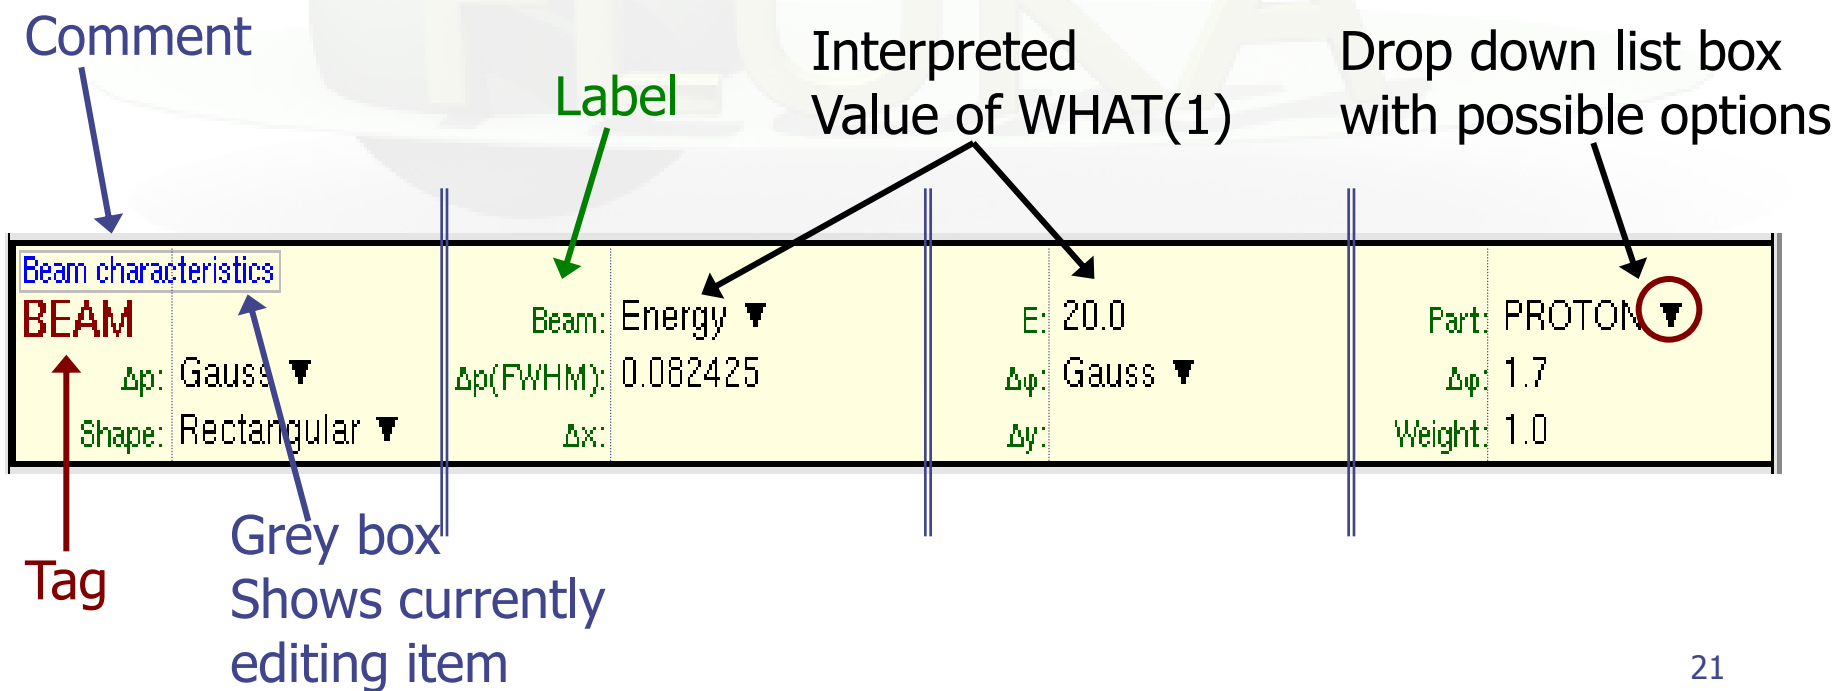 Comment
Label
Interpreted
Value of WHAT(1)
Drop down list box
with possible options
Beam characteristics
BEAM Beam: Energy ▼ E: 20.0 Part: PROTON ▼
Δp: Gauss ▼ Δp(FWHM): 0.082425 Δφ: Gauss ▼ Δφ: 1.7
Shape: Rectangular ▼ Δx: Δy: Weight: 1.0
Tag
Grey box
Shows currently
editing item
21